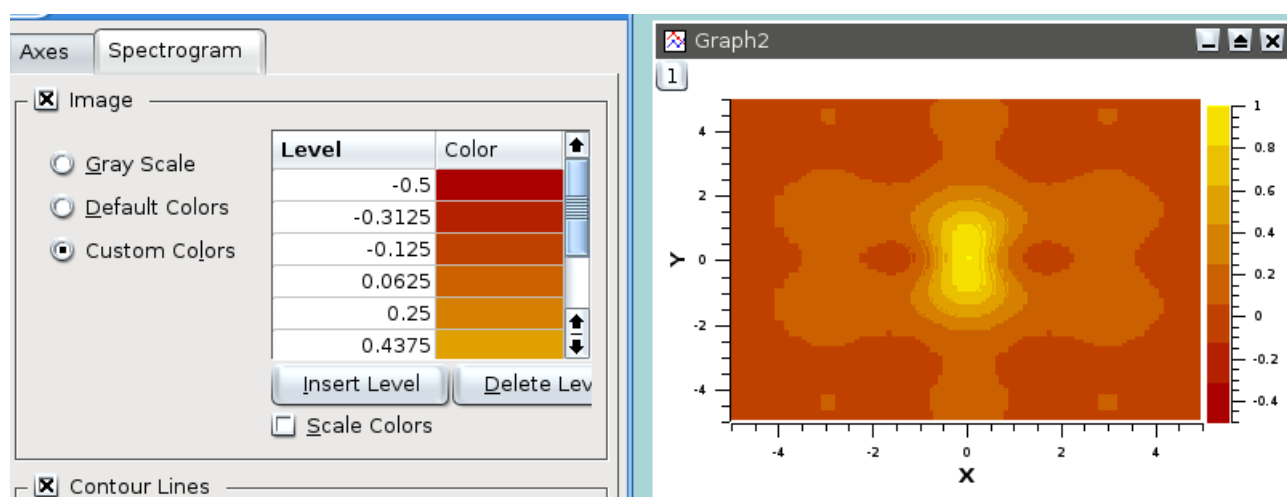 Axes Spectrogram
Image
Gray Scale
Default Colors
Custom Colors
Level Color
-0.5
-0.3125
-0.125
0.0625
0.25
0.4375
Insert Level Delete Lev
Scale Colors
Contour Lines
Graph2
1
4
2
0
-2
-4
Y
-4 -2 0 2 4
X
1
0.8
0.6
0.4
0.2
0
-0.2
-0.4